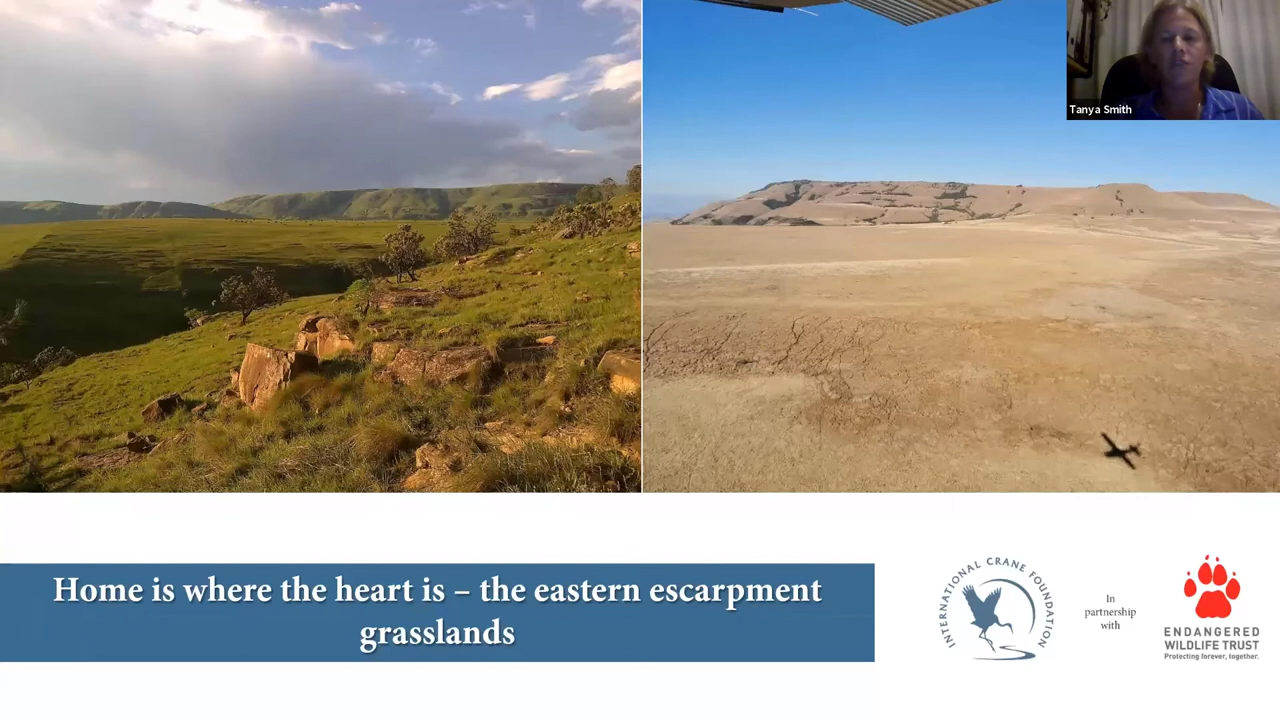 Tanya Smith
Home is where the heart is – the eastern escarpment
grasslands
INTERNATIONAL CRANE FOUNDATION
In
partnership
with
ENDANGERED
WILDLIFE TRUST
Protecting forever, together.